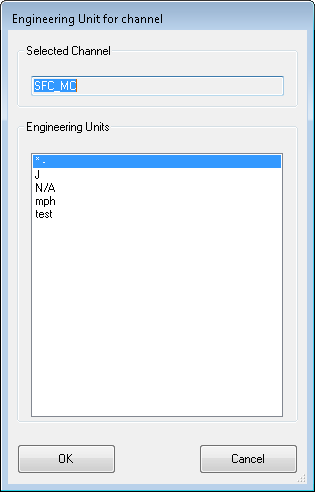 Engineering Unit for channel
Selected Channel
SFC_MC
Engineering Units
* -
J
N/A
mph
test
OK
Cancel